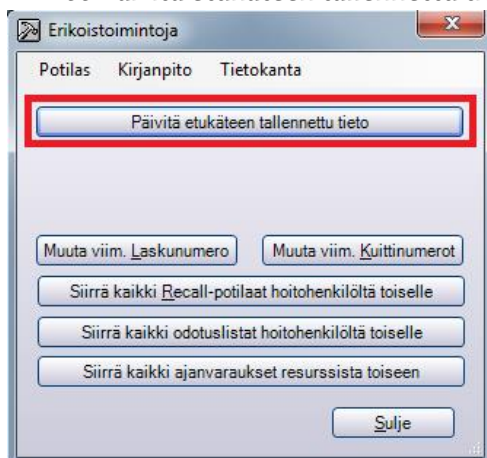 Erikoistoimintoja
Potilas Kirjanpito Tietokanta
Päivitä etukäteen tallennettu tieto
Muuta viim. Laskunumero Muuta viim. Kuittinumerot
Siirrä kaikki Recall-potilaat hoitohenkilöltä toiselle
Siirrä kaikki odotuslistat hoitohenkilöltä toiselle
Siirrä kaikki ajanvaraukset resurssista toiseen
Sulje